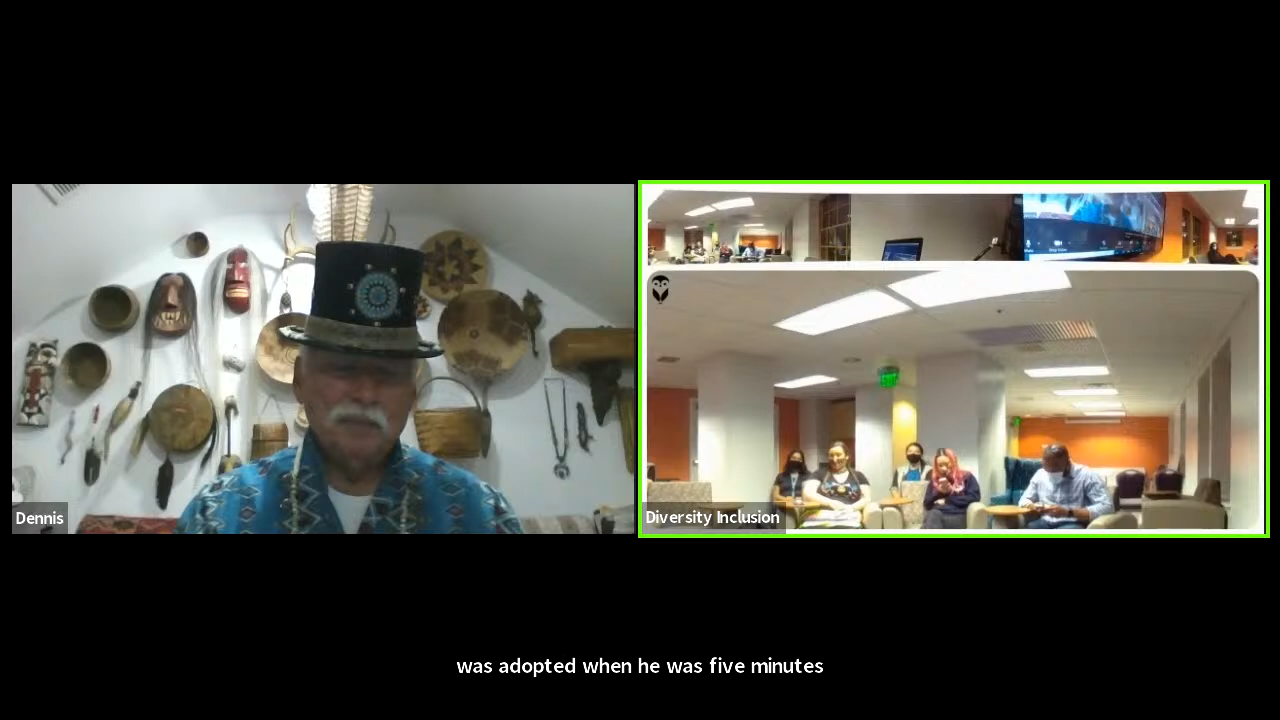 Dennis
Diversity Inclusion
was adopted when he was five minutes